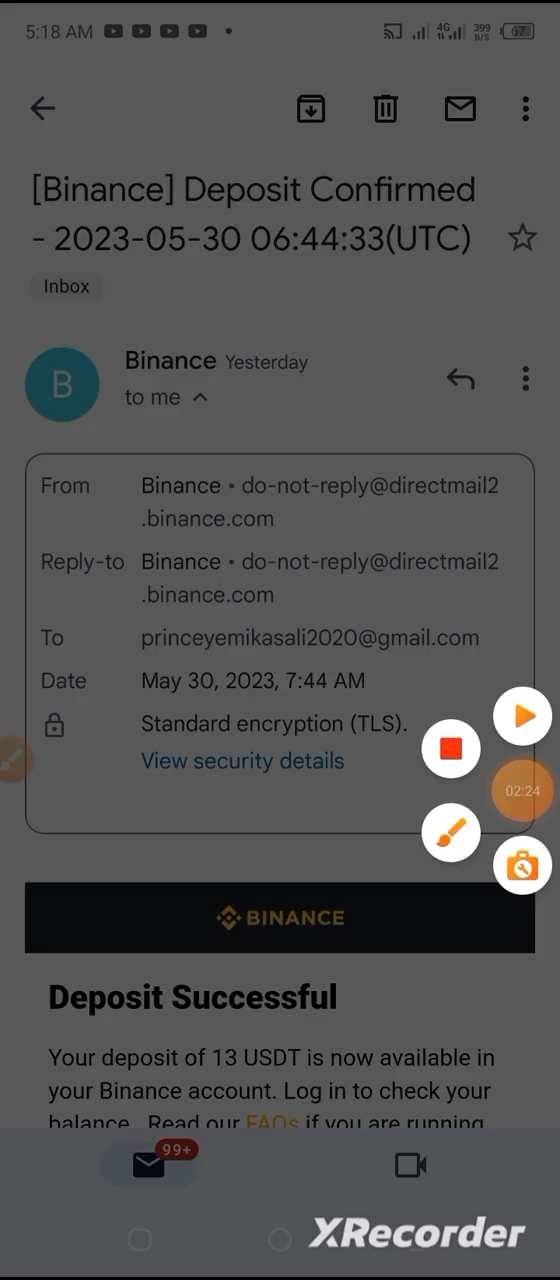 5:18 AM
4G
399
B/S
67
[Binance] Deposit Confirmed
- 2023-05-30 06:44:33(UTC)
Inbox
B
Binance Yesterday
to me
From Binance • do-not-reply@directmail2
.binance.com
Reply-to Binance • do-not-reply@directmail2
.binance.com
To princeyemikasali2020@gmail.com
Date May 30, 2023, 7:44 AM
Standard encryption (TLS).
View security details
02:24
BINANCE
Deposit Successful
Your deposit of 13 USDT is now available in
your Binance account. Log in to check your
balance. Read our FAQs if you are running
99+
XRecorder